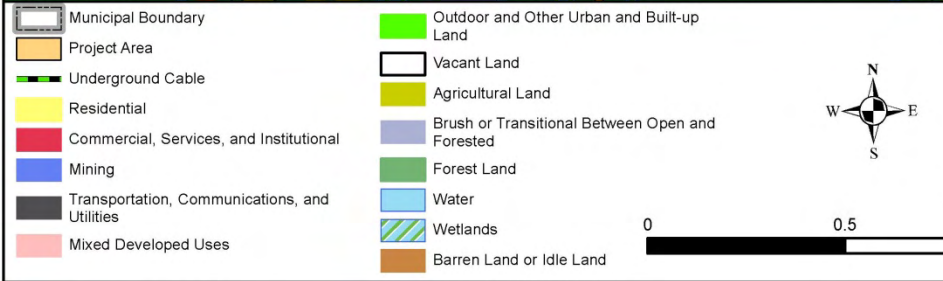 Municipal Boundary
Project Area
Underground Cable
Residential
Commercial, Services, and Institutional
Mining
Transportation, Communications, and
Utilities
Mixed Developed Uses
Outdoor and Other Urban and Built-up
Land
Vacant Land
Agricultural Land
Brush or Transitional Between Open and
Forested
Forest Land
Water
Wetlands
Barren Land or Idle Land
N
W E
S
0 0.5